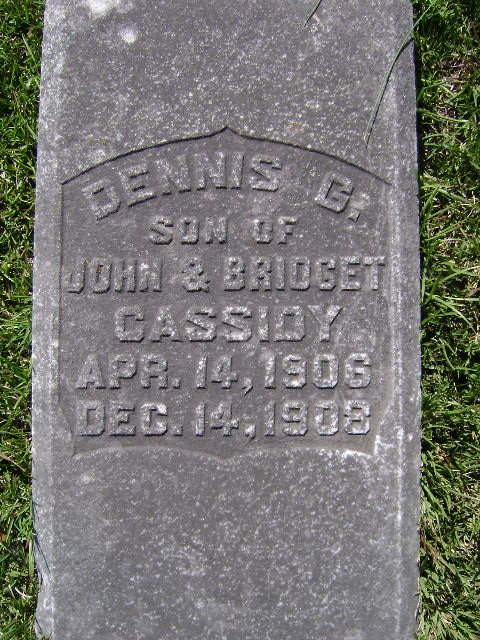 DENNIS G.
SON OF
JOHN & BRIDGET
CASSIDY
APR. 14, 1906
DEC. 14, 1908